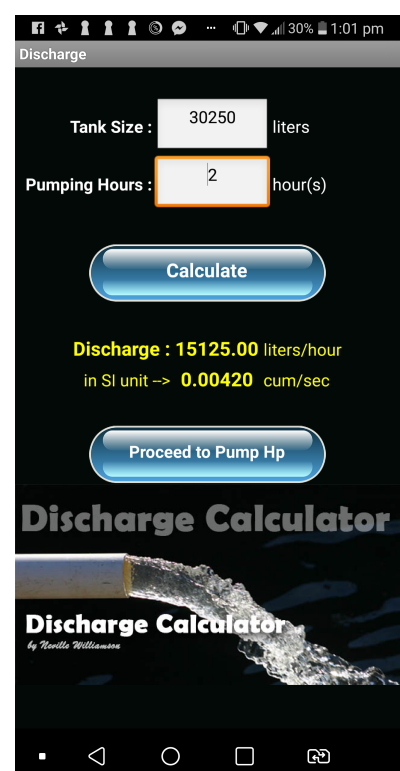 30% 1:01 pm
Discharge
Tank Size : 30250 liters
Pumping Hours : 2 hour(s)
Calculate
Discharge : 15125.00 liters/hour
in SI unit --> 0.00420 cum/sec
Proceed to Pump Hp
Discharge Calculator
Discharge Calculator
by Neville Williamson